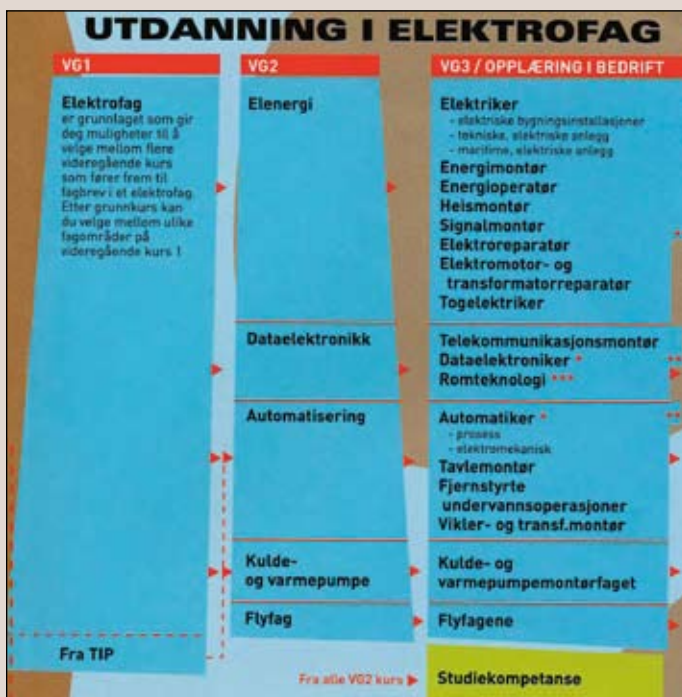 UTDANNING I ELEKTROFAG
VG1
Elektrofag
er grunnlaget som gir
deg muligheter til å
velge mellom flere
videregående kurs
som fører frem til
fagbrev i et elektrofag.
Etter grunnkurs kan
du velge mellom ulike
fagområder på
videregående kurs !
Fra TIP
VG2
Elenergi
Dataelektronikk
Automatisering
Kulde-
og varmepumpe
Flyfag
Fra alle VG2 kurs
VG3 / OPPLÆRING I BEDRIFT
Elektriker
- elektriske bygningsinstallasjoner
- tekniske, elektriske anlegg
- maritime, elektriske anlegg
Energimontør
Energioperatør
Heismontør
Signalmontør *
Elektroreparatør
Elektromotor- og
transformatorreparatør
Togelektriker
Telekommunikasjonsmontør
Dataelektroniker * **
Romteknologi ***
Automatiker * **
- prosess
- elektromekanisk
Tavlemontør
Fjernstyrte
undervannsoperasjoner
Vikler- og transf.montør
Kulde- og
varmepumpemontørfaget
Flyfagene
Studiekompetanse